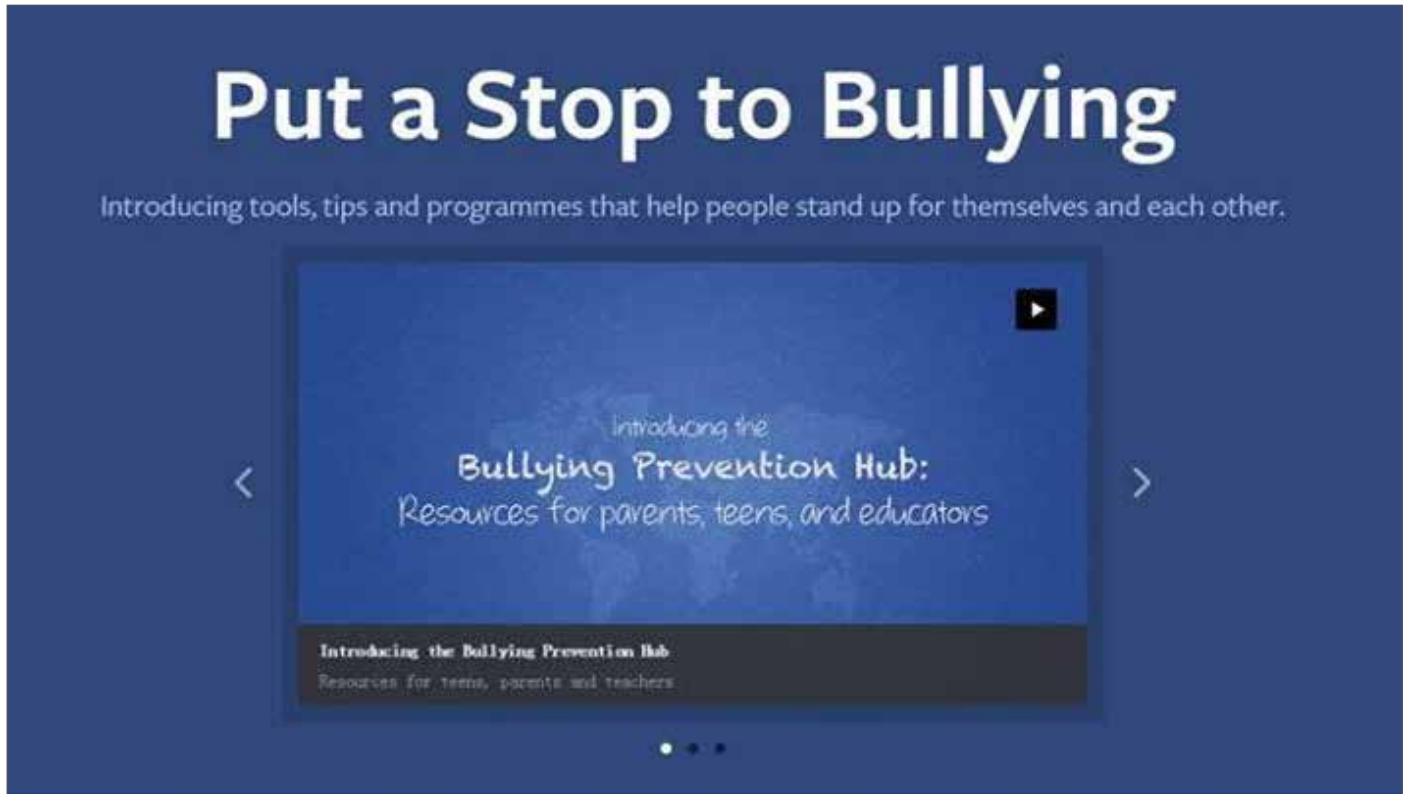 Put a Stop to Bullying
Introducing tools, tips and programmes that help people stand up for themselves and each other.
Introducing the
Bullying Prevention Hub:
Resources for parents, teens, and educators
Introducing the Bullying Prevention Hub
Resources for teens, parents and teachers